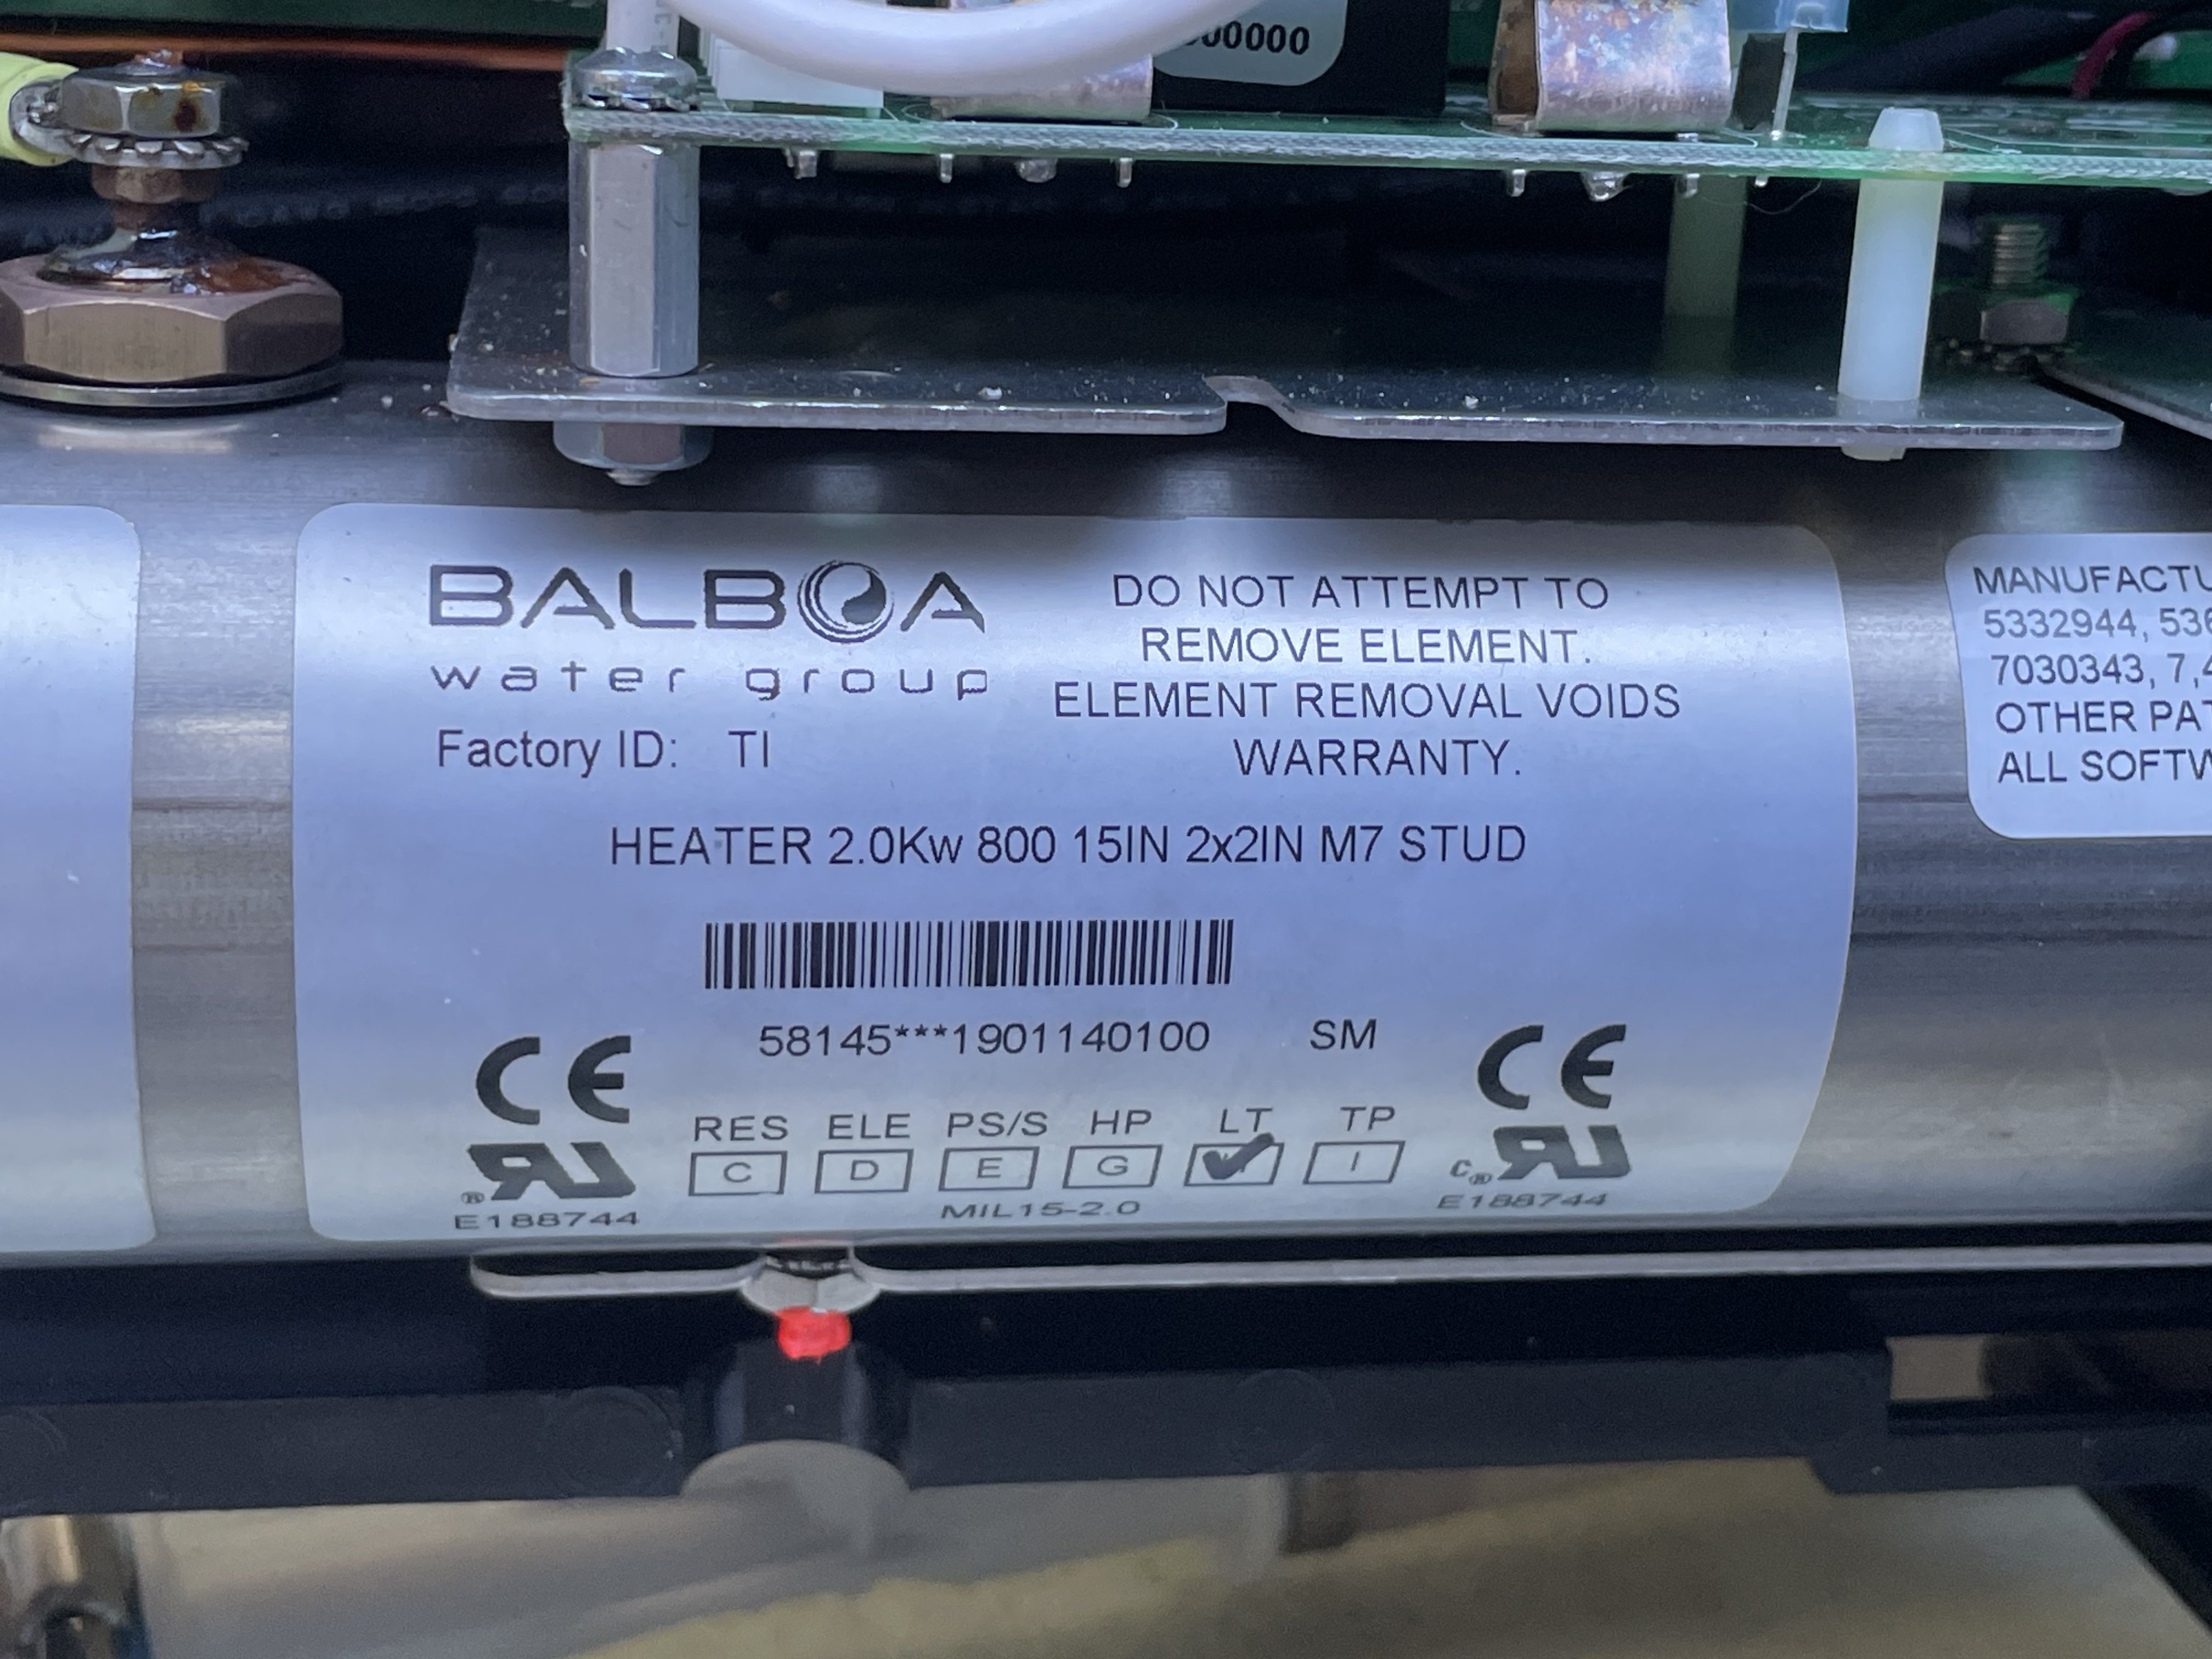 00000
BALBOA
water group
Factory ID: TI
DO NOT ATTEMPT TO
REMOVE ELEMENT.
ELEMENT REMOVAL VOIDS
WARRANTY.
HEATER 2.0Kw 800 15IN 2x2IN M7 STUD
58145***1901140100 SM
RES ELE PS/S HP LT TP
C D E G I
MIL15-2.0
CE
RU
®
E188744
CE
C RU
®
E188744
MANUFACTU
5332944, 536
7030343, 7,4
OTHER PAT
ALL SOFTW